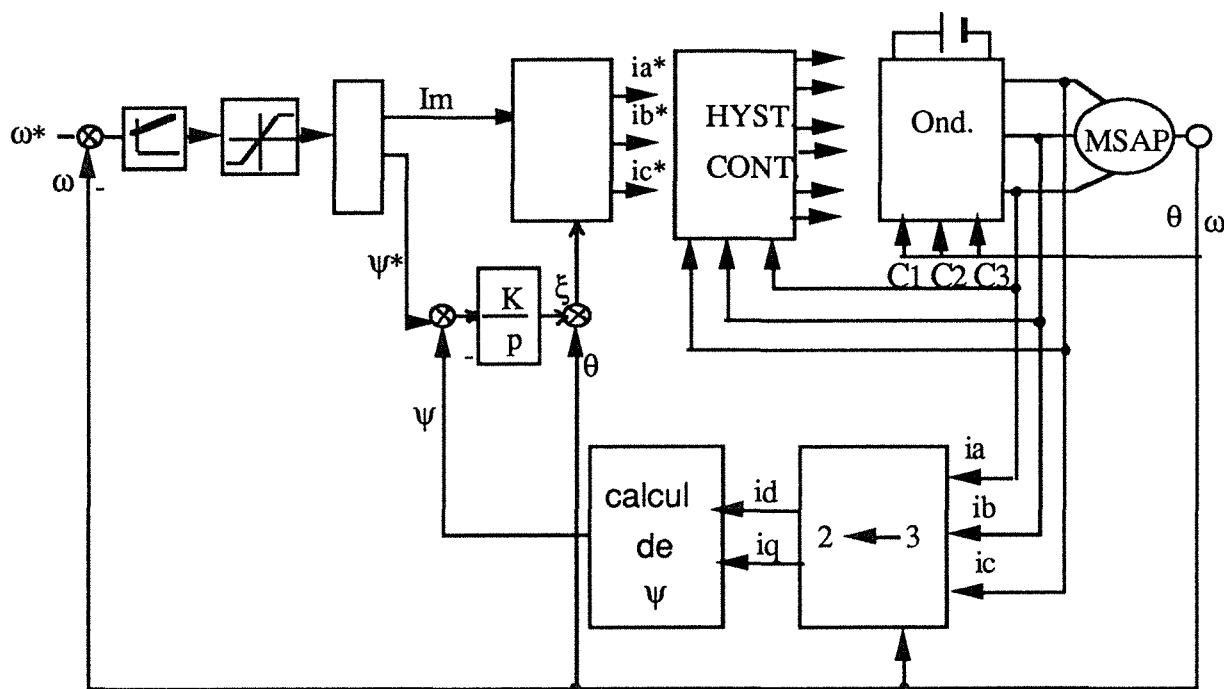 ω*
ω
-
Im
ψ*
ia*
ib*
ic*
HYST
CONT.
Ond.
MSAP
θ
ω
C1 C2 C3
K
p
-
ξ
θ
ψ
calcul
de
ψ
id
iq
2
3
ia
ib
ic